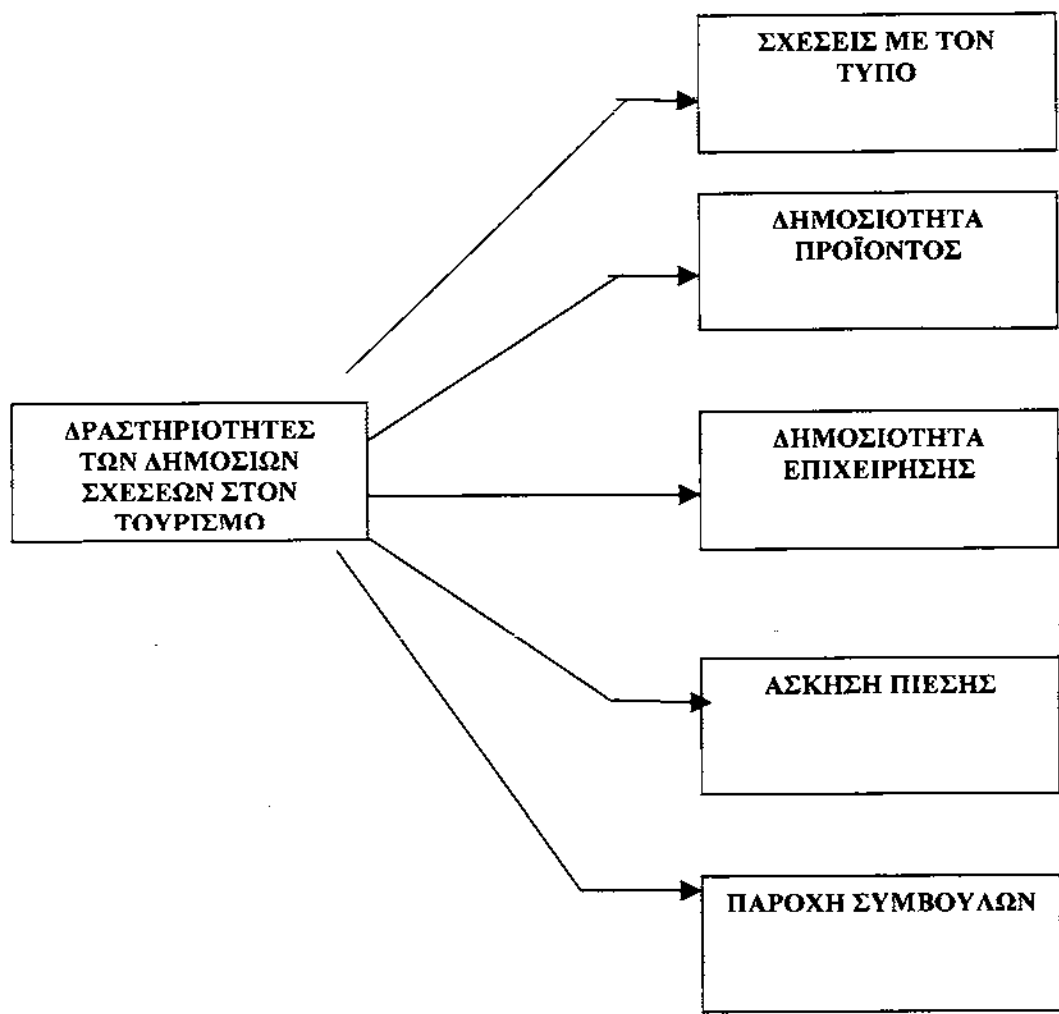 ΣΧΕΣΕΙΣ ΜΕ ΤΟΝ
ΤΥΠΟ
ΔΗΜΟΣΙΟΤΗΤΑ
ΠΡΟΪΟΝΤΟΣ
ΔΡΑΣΤΗΡΙΟΤΗΤΕΣ
ΤΩΝ ΔΗΜΟΣΙΩΝ
ΣΧΕΣΕΩΝ ΣΤΟΝ
ΤΟΥΡΙΣΜΟ
ΔΗΜΟΣΙΟΤΗΤΑ
ΕΠΙΧΕΙΡΗΣΗΣ
ΑΣΚΗΣΗ ΠΙΕΣΗΣ
ΠΑΡΟΧΗ ΣΥΜΒΟΥΛΩΝ